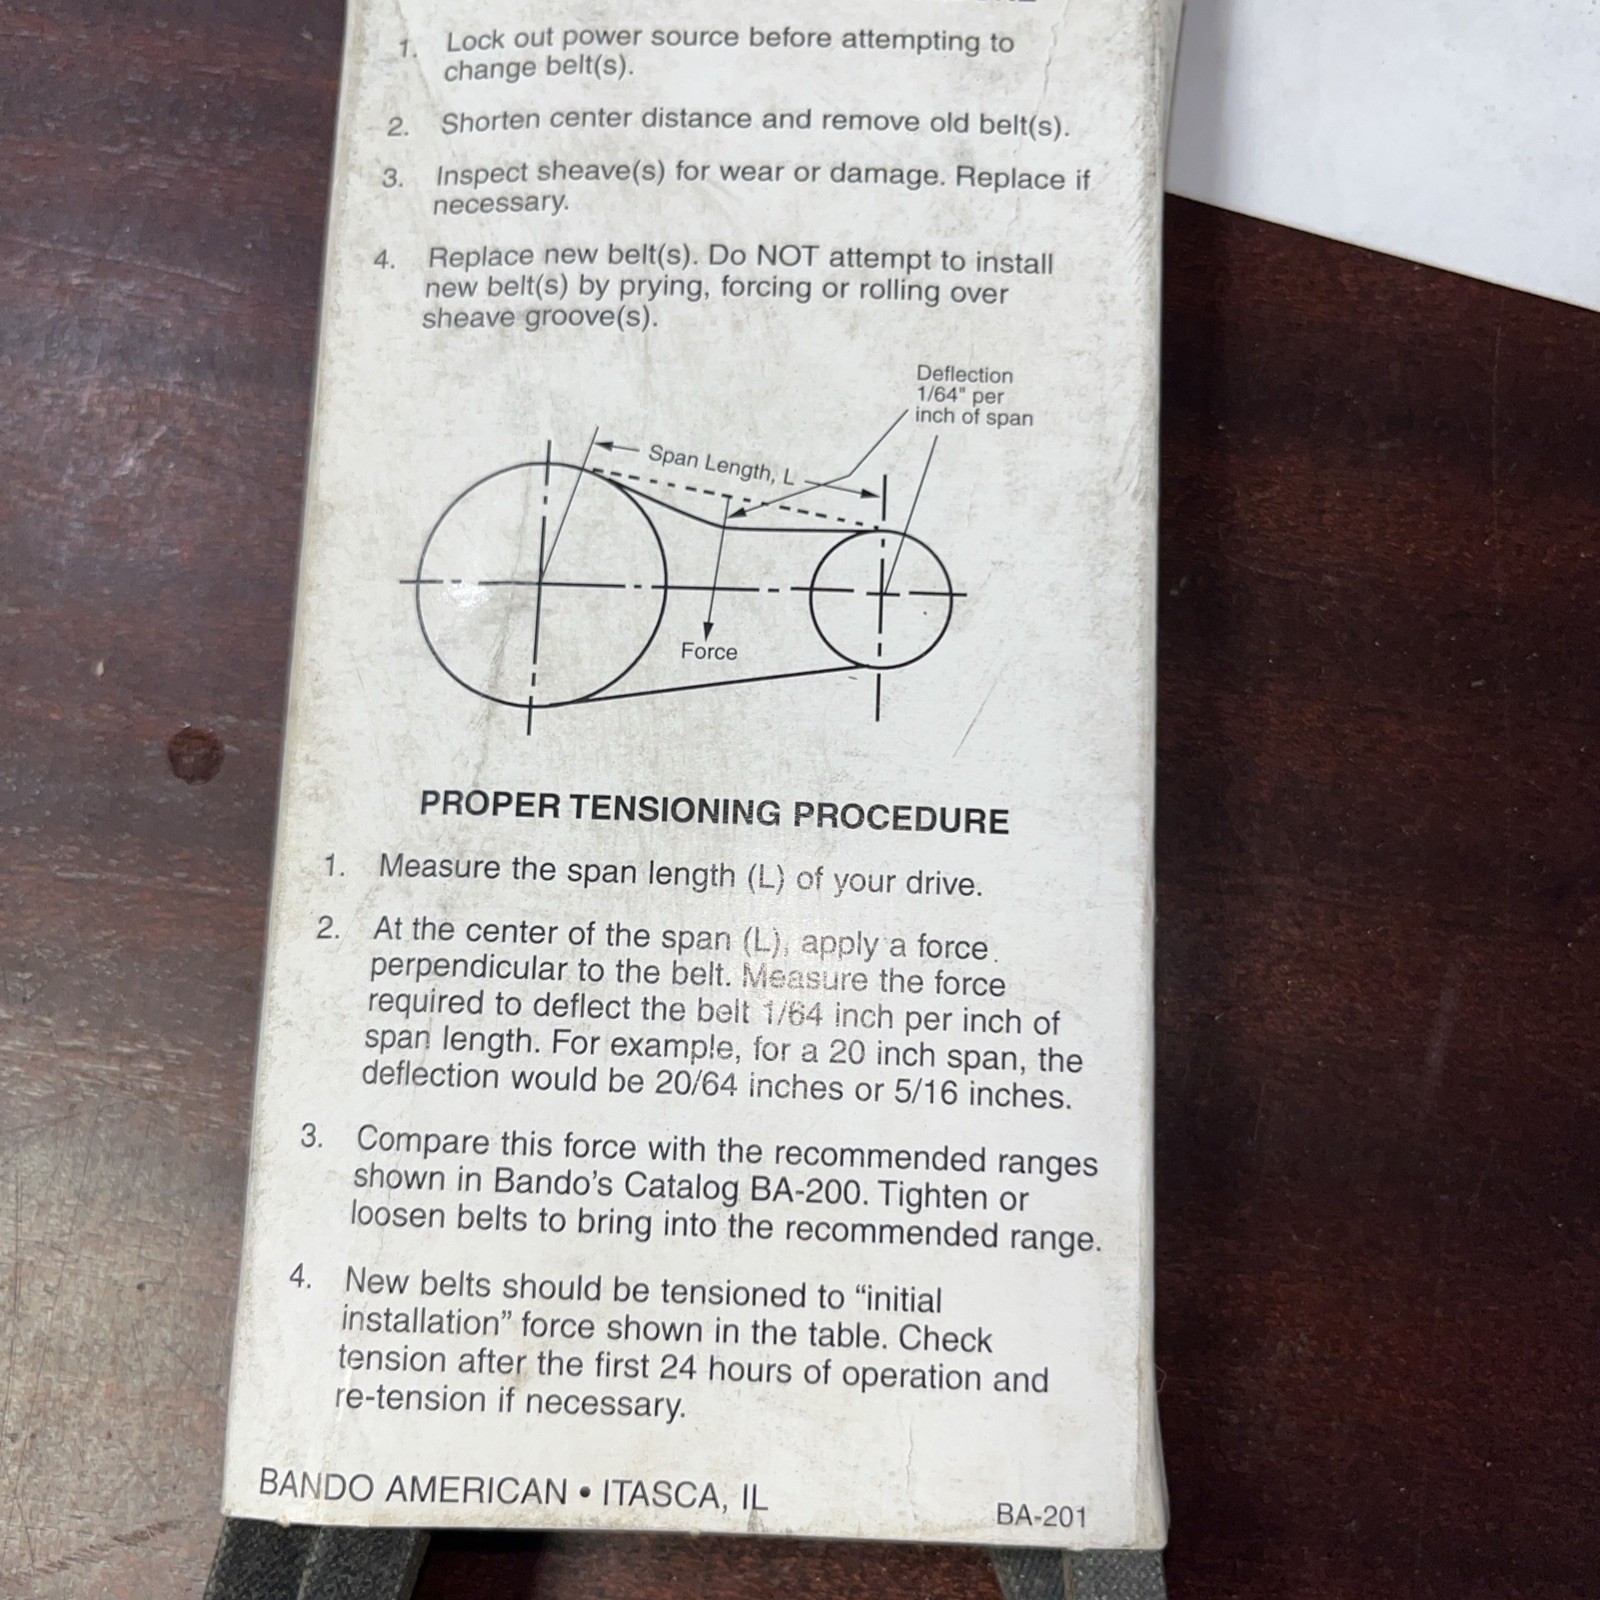 1. Lock out power source before attempting to
change belt(s).
2. Shorten center distance and remove old belt(s).
3. Inspect sheave(s) for wear or damage. Replace if
necessary.
4. Replace new belt(s). Do NOT attempt to install
new belt(s) by prying, forcing or rolling over
sheave groove(s).
Deflection
1/64" per
inch of span
Span Length, L
Force
PROPER TENSIONING PROCEDURE
1. Measure the span length (L) of your drive.
2. At the center of the span (L), apply a force
perpendicular to the belt. Measure the force
required to deflect the belt 1/64 inch per inch of
span length. For example, for a 20 inch span, the
deflection would be 20/64 inches or 5/16 inches.
3. Compare this force with the recommended ranges
shown in Bando's Catalog BA-200. Tighten or
loosen belts to bring into the recommended range.
4. New belts should be tensioned to “initial
installation” force shown in the table. Check
tension after the first 24 hours of operation and
re-tension if necessary.
BANDO AMERICAN • ITASCA, IL
BA-201